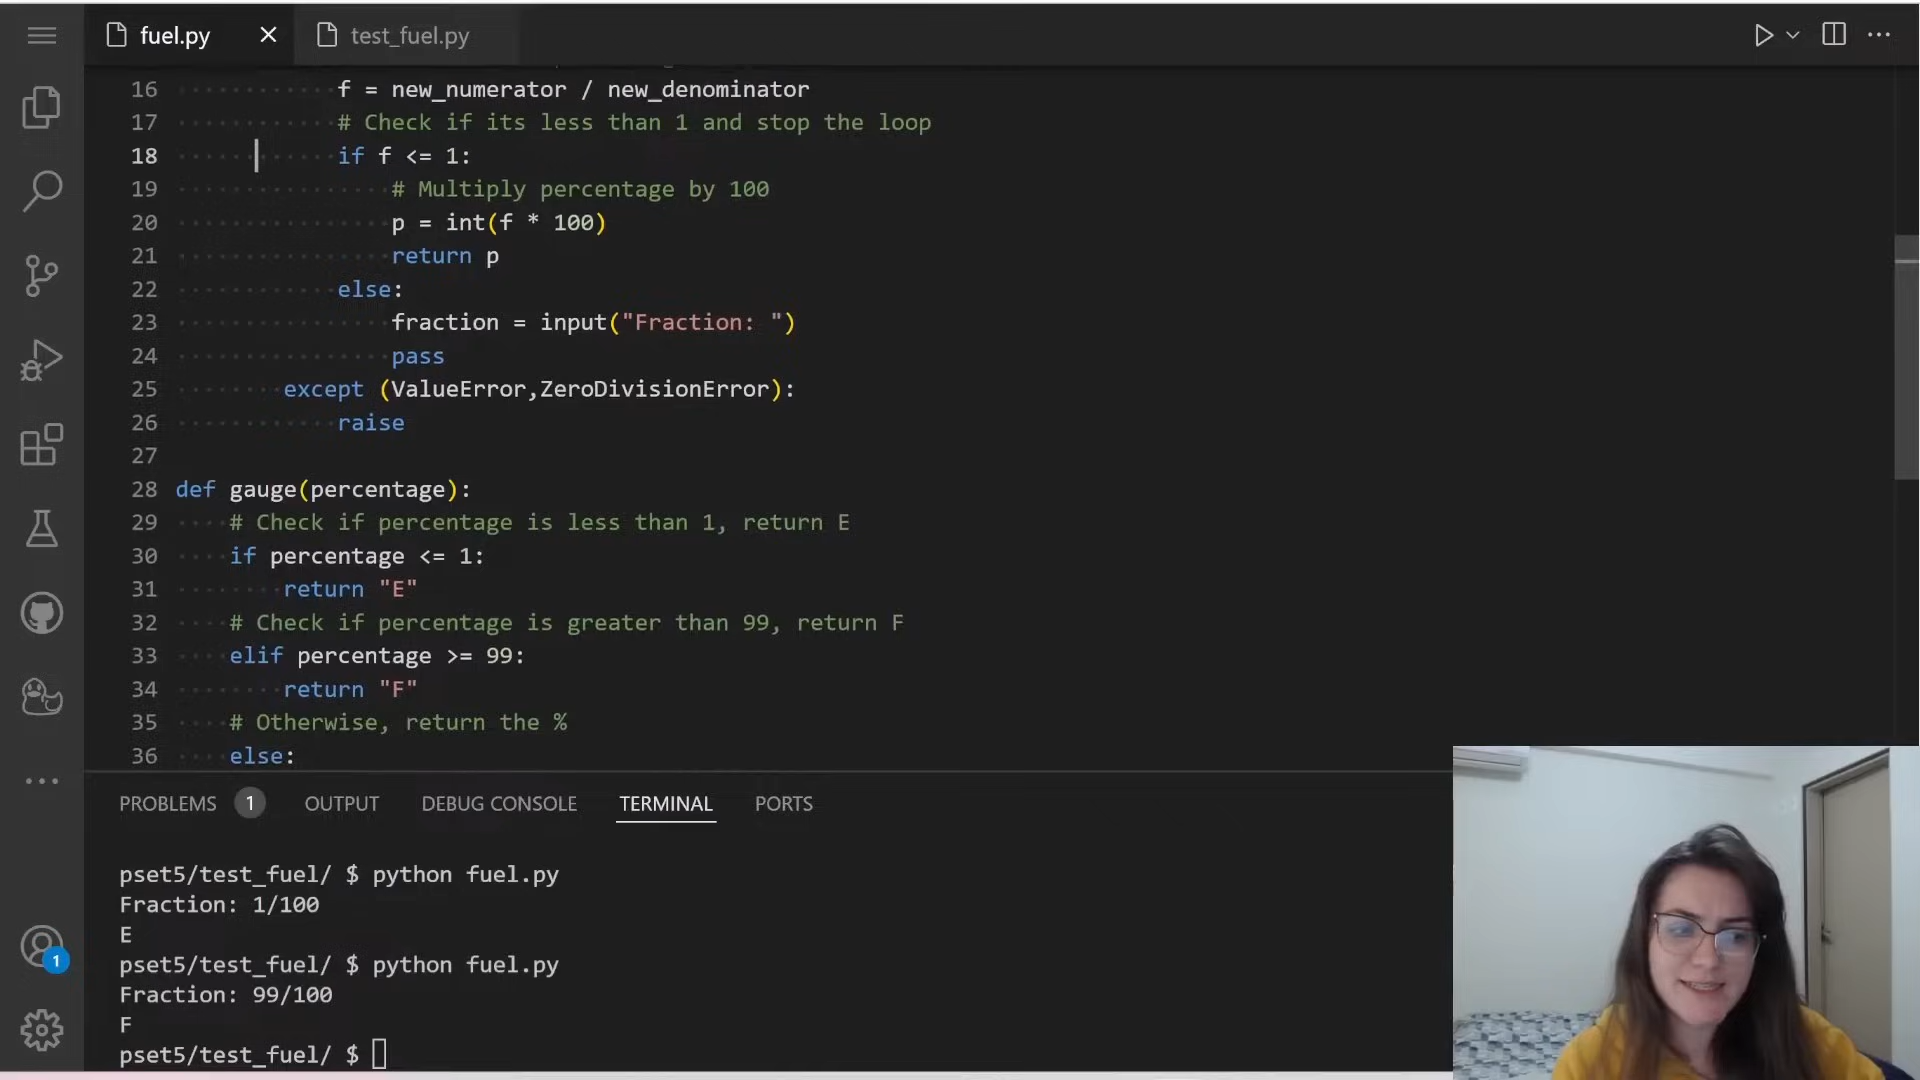 fuel.py
test_fuel.py
16 f = new_numerator / new_denominator
17 # Check if its less than 1 and stop the loop
18 if f <= 1:
19 # Multiply percentage by 100
20 p = int(f * 100)
21 return p
22 else:
23 fraction = input("Fraction: ")
24 pass
25 except (ValueError,ZeroDivisionError):
26 raise
27
28 def gauge(percentage):
29 # Check if percentage is less than 1, return E
30 if percentage <= 1:
31 return "E"
32 # Check if percentage is greater than 99, return F
33 elif percentage >= 99:
34 return "F"
35 # Otherwise, return the %
36 else:
PROBLEMS 1 OUTPUT DEBUG CONSOLE TERMINAL PORTS
pset5/test_fuel/ $ python fuel.py
Fraction: 1/100
E
pset5/test_fuel/ $ python fuel.py
Fraction: 99/100
F
pset5/test_fuel/ $
1